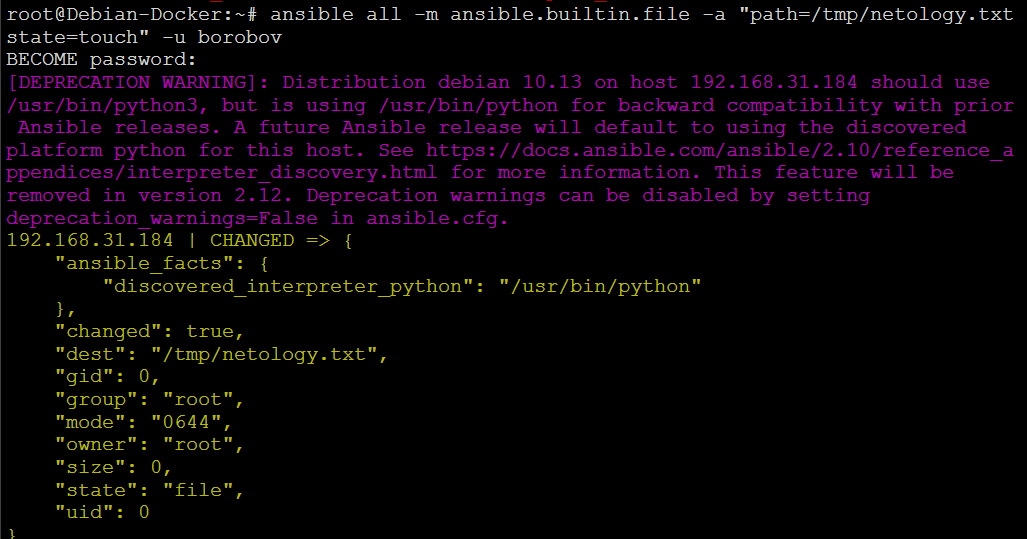 root@Debian-Docker:~# ansible all -m ansible.builtin.file -a "path=/tmp/netology.txt
state=touch" -u borobov
BECOME password:
[DEPRECATION WARNING]: Distribution debian 10.13 on host 192.168.31.184 should use
/usr/bin/python3, but is using /usr/bin/python for backward compatibility with prior
 Ansible releases. A future Ansible release will default to using the discovered
platform python for this host. See https://docs.ansible.com/ansible/2.10/reference_a
ppendices/interpreter_discovery.html for more information. This feature will be
removed in version 2.12. Deprecation warnings can be disabled by setting
deprecation_warnings=False in ansible.cfg.
192.168.31.184 | CHANGED => {
    "ansible_facts": {
        "discovered_interpreter_python": "/usr/bin/python"
    },
    "changed": true,
    "dest": "/tmp/netology.txt",
    "gid": 0,
    "group": "root",
    "mode": "0644",
    "owner": "root",
    "size": 0,
    "state": "file",
    "uid": 0
}